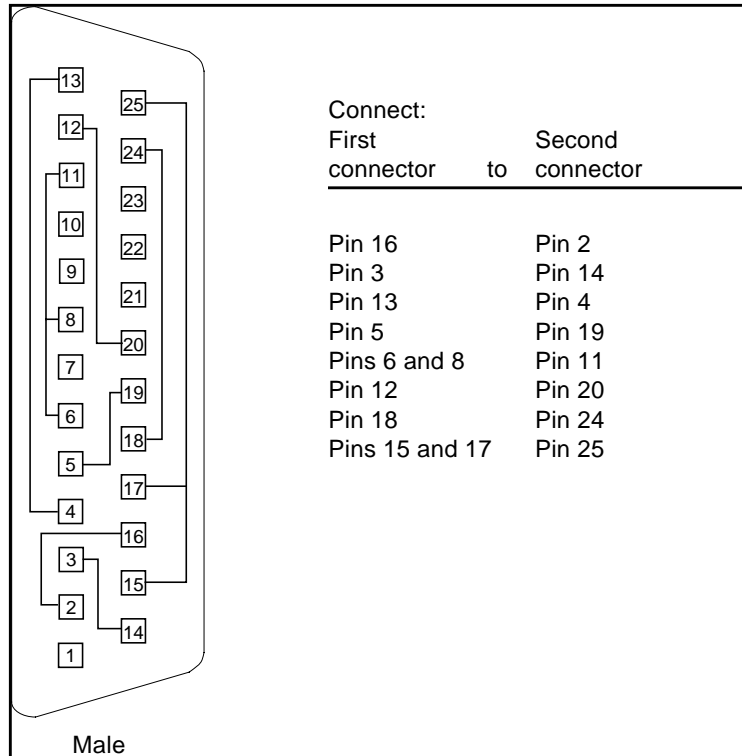 13
12
11
10
9
8
7
6
5
4
3
2
1
25
24
23
22
21
20
19
18
17
16
15
14
Male
Connect:
First Second
connector to connector
Pin 16 Pin 2
Pin 3 Pin 14
Pin 13 Pin 4
Pin 5 Pin 19
Pins 6 and 8 Pin 11
Pin 12 Pin 20
Pin 18 Pin 24
Pins 15 and 17 Pin 25